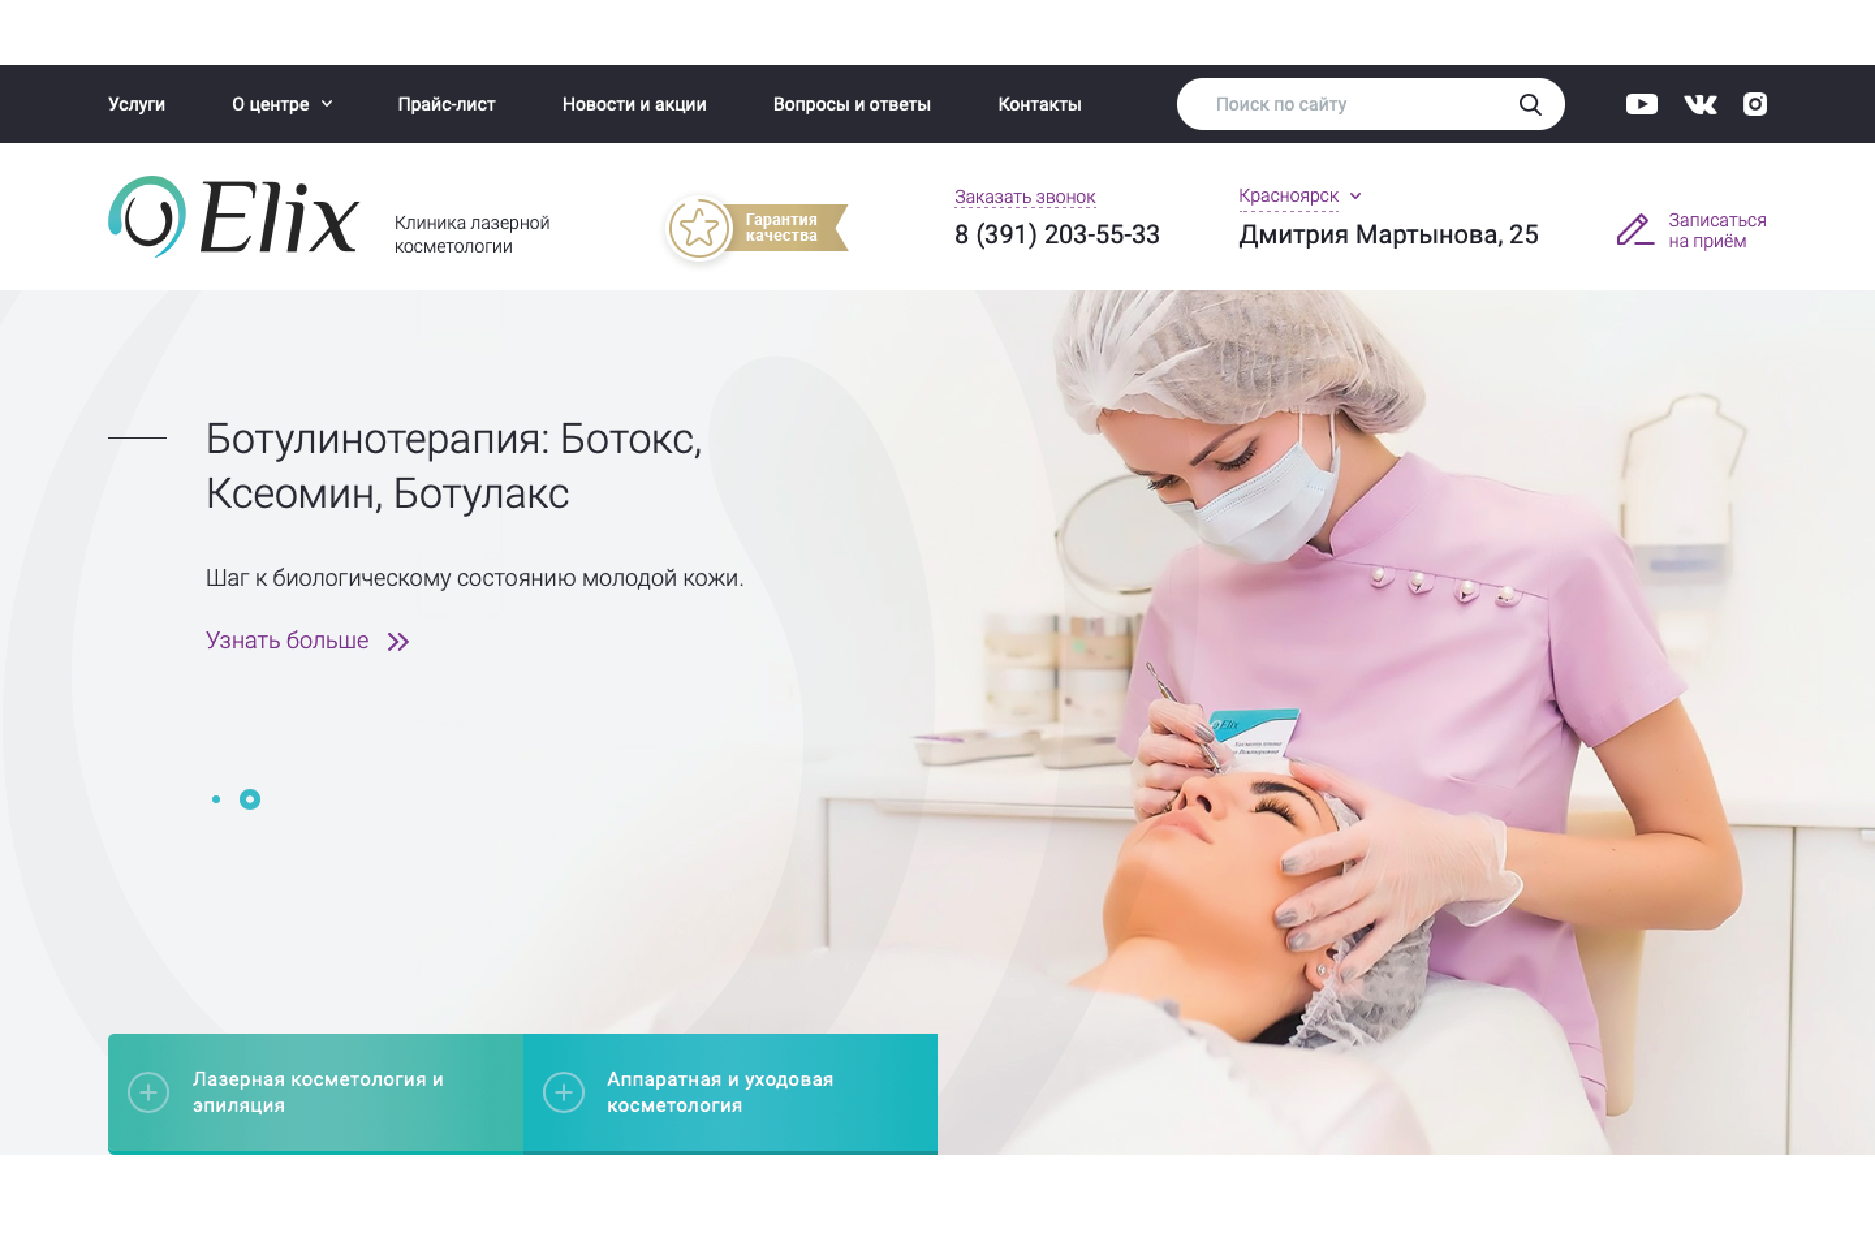 Услуги
О центре
Прайс-лист
Новости и акции
Вопросы и ответы
Контакты
Поиск по сайту
Elix
Клиника лазерной
косметологии
Гарантия
качества
Заказать звонок
8 (391) 203-55-33
Красноярск
Дмитрия Мартынова, 25
Записаться
на приём
Ботулинотерапия: Ботокс,
Ксеомин, Ботулакс
Шаг к биологическому состоянию молодой кожи.
Узнать больше
Elix
Лазерная косметология и
эпиляция
Аппаратная и уходовая
косметология